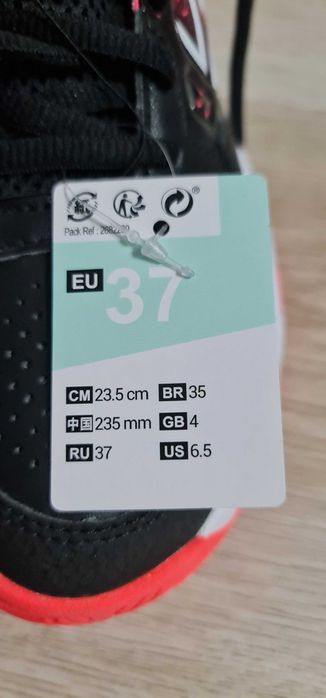 ®
Pack Ref :
EU 37
CM 23.5 cm BR 35
中国 235 mm GB 4
RU 37 US 6.5